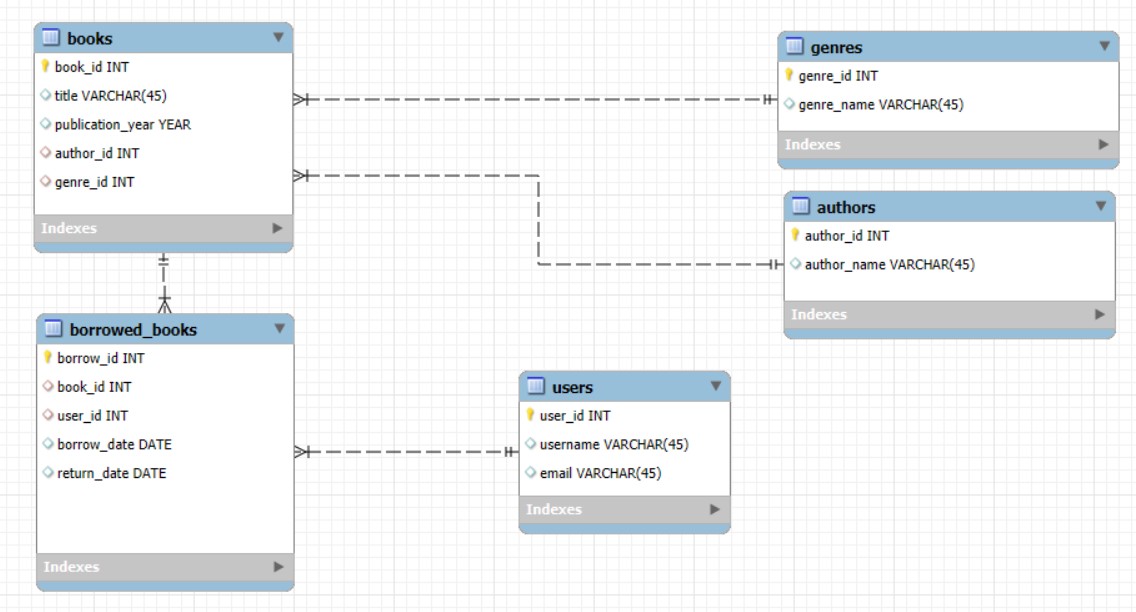 books
book_id INT
title VARCHAR(45)
publication_year YEAR
author_id INT
genre_id INT
Indexes
genres
genre_id INT
genre_name VARCHAR(45)
Indexes
authors
author_id INT
author_name VARCHAR(45)
Indexes
borrowed_books
borrow_id INT
book_id INT
user_id INT
borrow_date DATE
return_date DATE
Indexes
users
user_id INT
username VARCHAR(45)
email VARCHAR(45)
Indexes